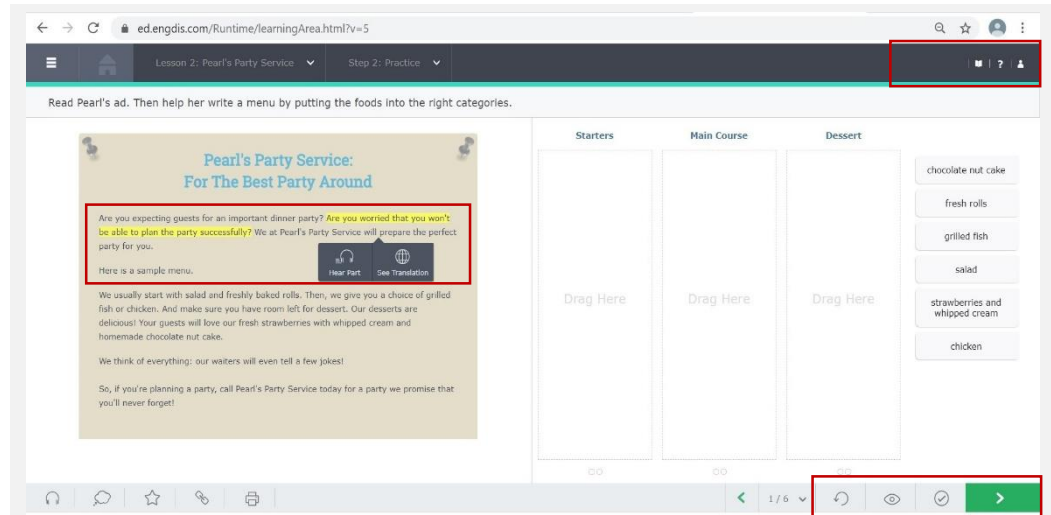 ed.engdis.com/Runtime/learningArea.html?v=5
Lesson 2: Pearl's Party Service Step 2: Practice
?
Read Pearl's ad. Then help her write a menu by putting the foods into the right categories.
Pearl's Party Service:
For The Best Party Around
Are you expecting guests for an important dinner party? Are you worried that you won't
be able to plan the party successfully? We at Pearl's Party Service will prepare the perfect
party for you.
Here is a sample menu.
Hear Part See Translation
We usually start with salad and freshly baked rolls. Then, we give you a choice of grilled
fish or chicken. And make sure you have room left for dessert. Our desserts are
delicious! Your guests will love our fresh strawberries with whipped cream and
homemade chocolate nut cake.
We think of everything: our waiters will even tell a few jokes!
So, if you're planning a party, call Pearl's Party Service today for a party we promise that
you'll never forget!
Starters Main Course Dessert
Drag Here Drag Here Drag Here
chocolate nut cake
fresh rolls
grilled fish
salad
strawberries and
whipped cream
chicken
1/6